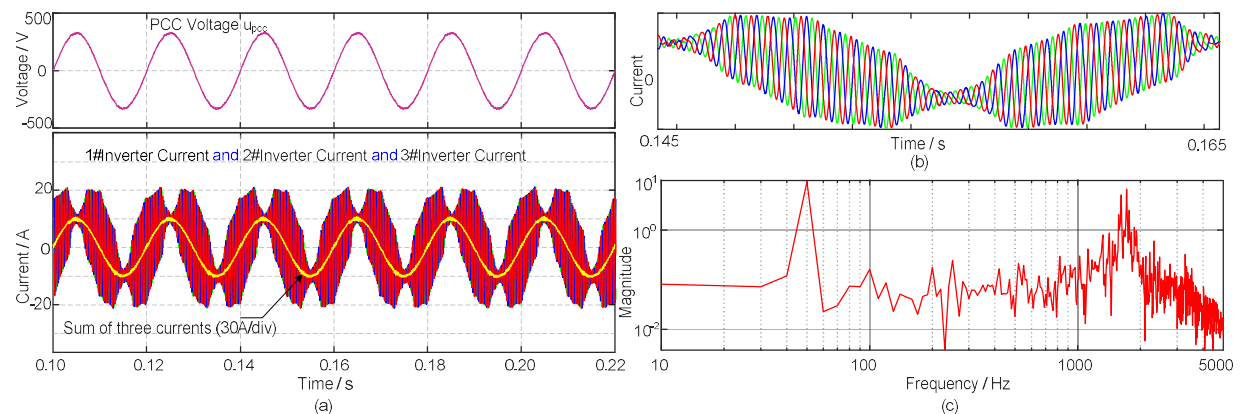 500
PCC Voltage upcc
Voltage / V
0
-500
1#Inverter Current and 2#Inverter Current and 3#Inverter Current
20
Current / A
0
-20
Sum of three currents (30A/div)
0.10 0.12 0.14 0.16 0.18 0.20 0.22
Time / s
(a)
Current
0
0.145 Time / s 0.165
(b)
10^1
10^0
Magnitude
10^-2
10 100 1000 5000
Frequency / Hz
(c)